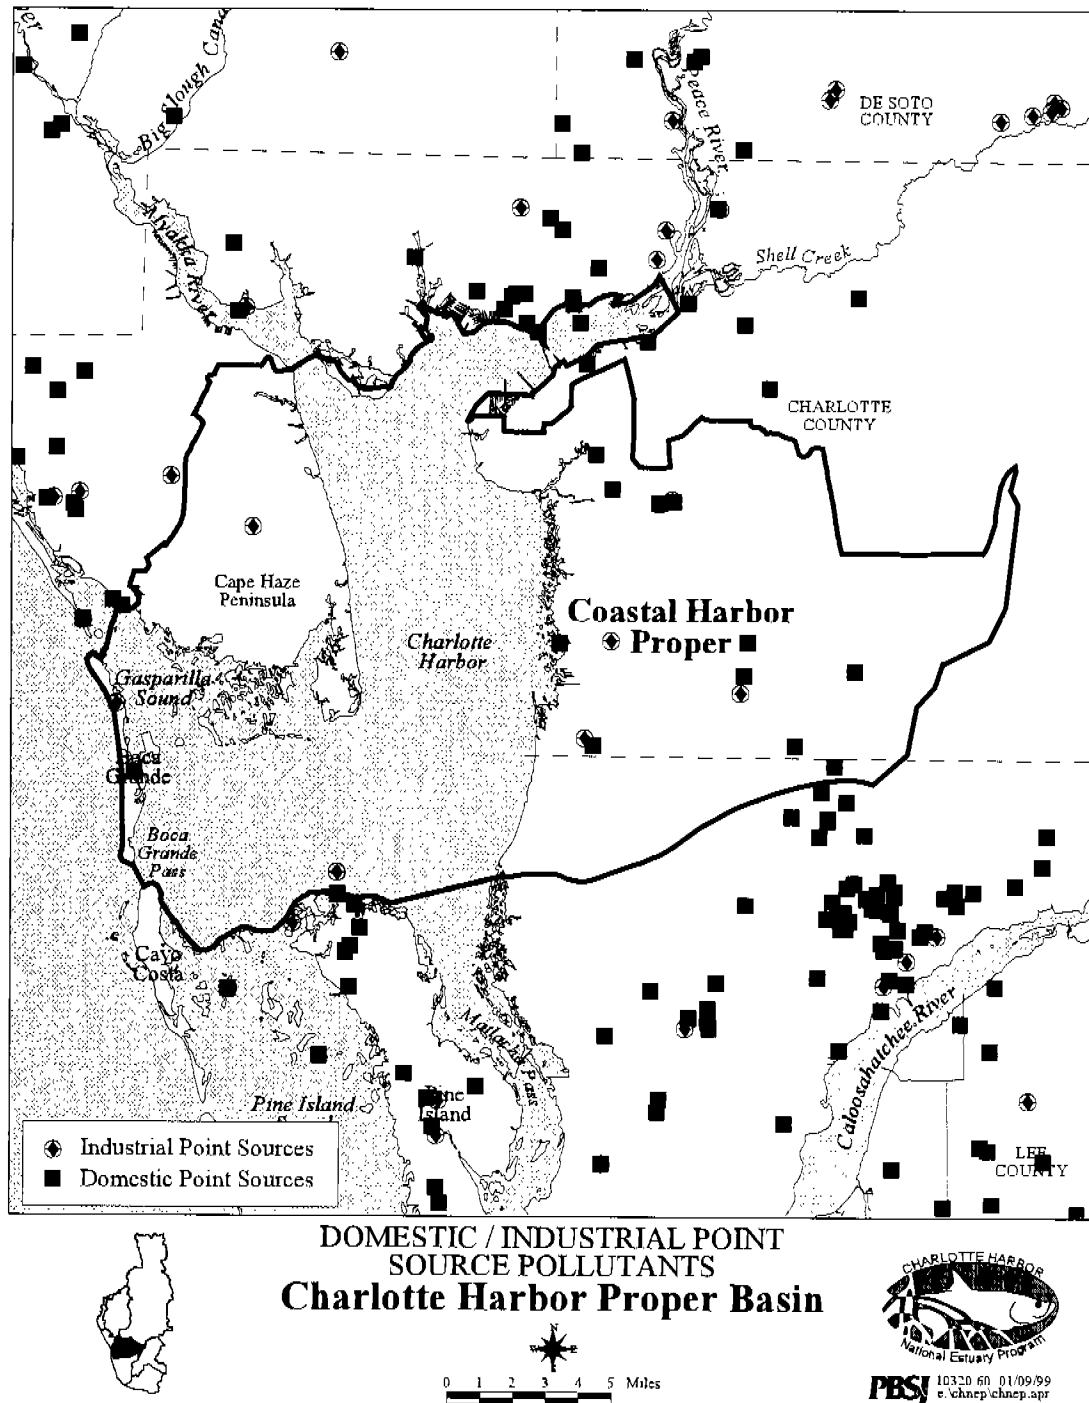 Big Slough Cana
Peace River
DE SOTO
COUNTY
Myakka River
Shell Creek
CHARLOTTE
COUNTY
Cape Haze
Peninsula
Charlotte
Harbor
Coastal Harbor
Proper
Gasparilla
Sound
Boca
Grande
Boca
Grande
Pass
Cayo
Costa
Matlacha Pass
Caloosahatchee River
Pine Island
Pine
Island
LEE
COUNTY
Industrial Point Sources
Domestic Point Sources
DOMESTIC / INDUSTRIAL POINT
SOURCE POLLUTANTS
Charlotte Harbor Proper Basin
N
W E
S
0 1 2 3 4 5 Miles
CHARLOTTE HARBOR
National Estuary Program
PBSJ
10320 60 01/09/99
e:\chnep\chnep.apr